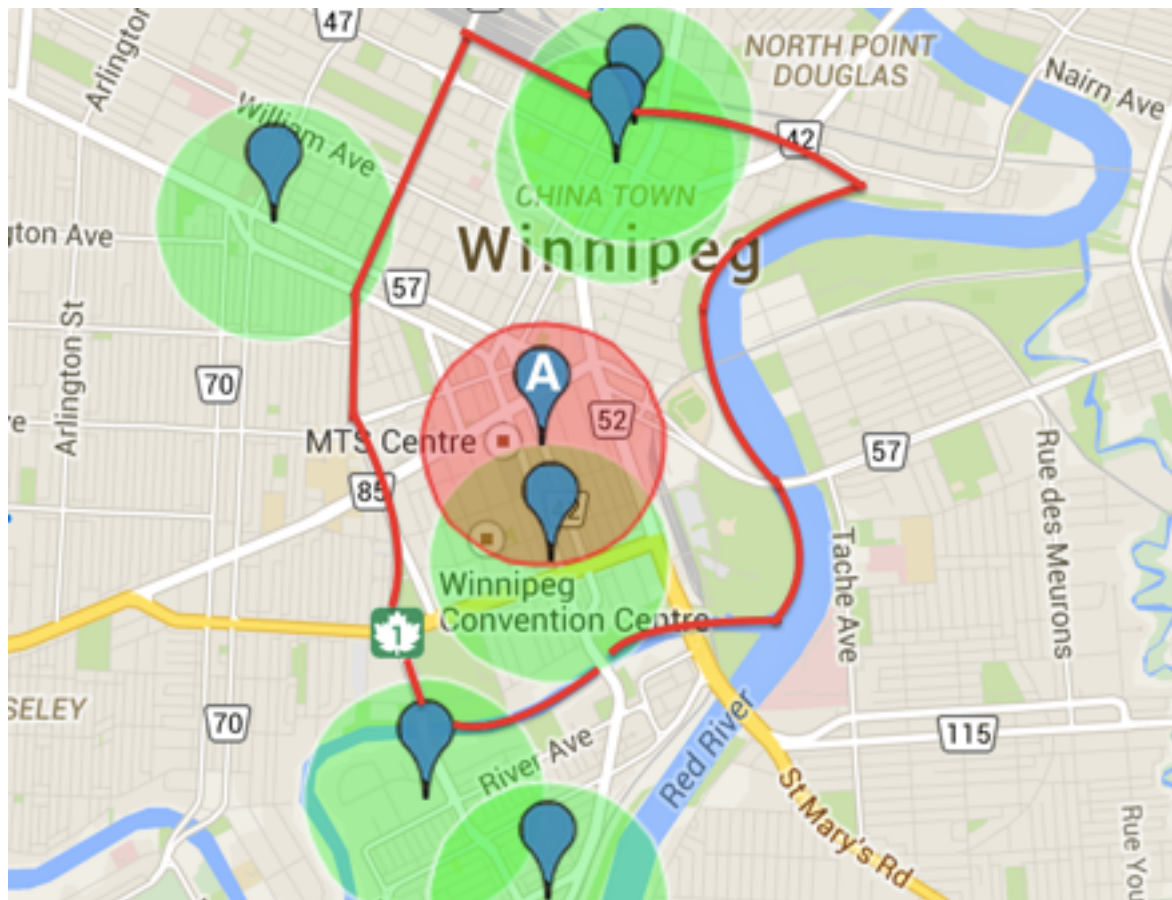 47
Arlington
NORTH POINT
DOUGLAS
Nairn Ave
William Ave
42
CHINA TOWN
gton Ave
Winnipeg
57
Arlington St
70
A
52
MTS Centre
57
85
42
Rue des Meurons
Tache Ave
Winnipeg
Convention Centre
1
SELEY
70
River Ave
Red River
115
St Mary's Rd
Rue You